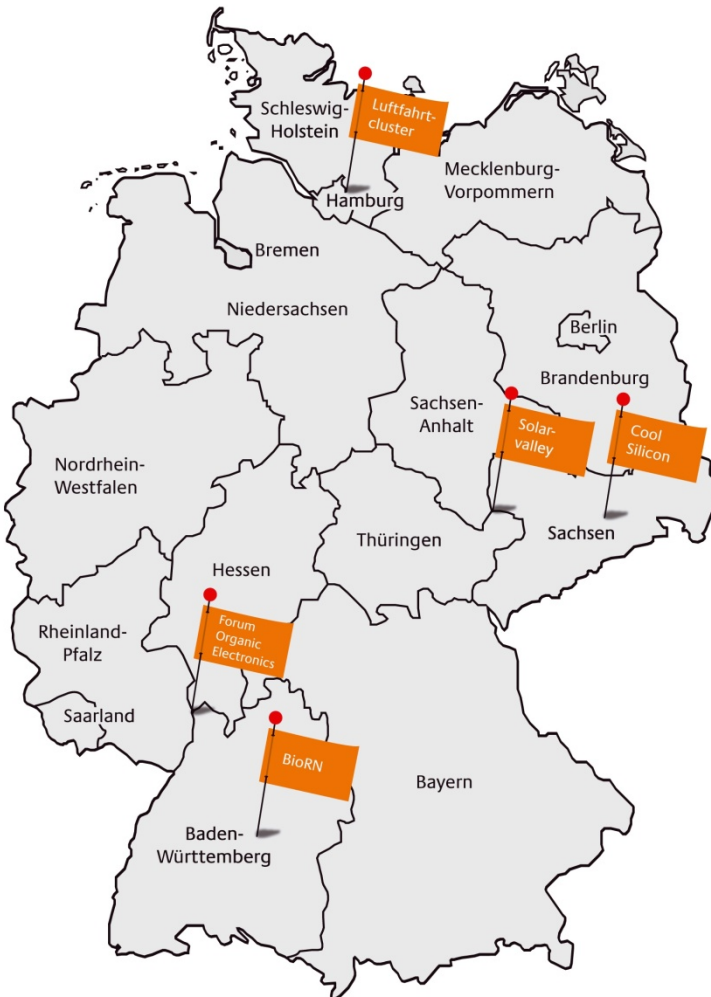 Schleswig-
Holstein
Luftfahrt-
cluster
Mecklenburg-
Vorpommern
Hamburg
Bremen
Niedersachsen
Berlin
Brandenburg
Sachsen-
Anhalt
Solar-
valley
Cool
Silicon
Nordrhein-
Westfalen
Thüringen
Sachsen
Hessen
Forum
Organic
Electronics
Rheinland-
Pfalz
Saarland
BioRN
Bayern
Baden-
Württemberg